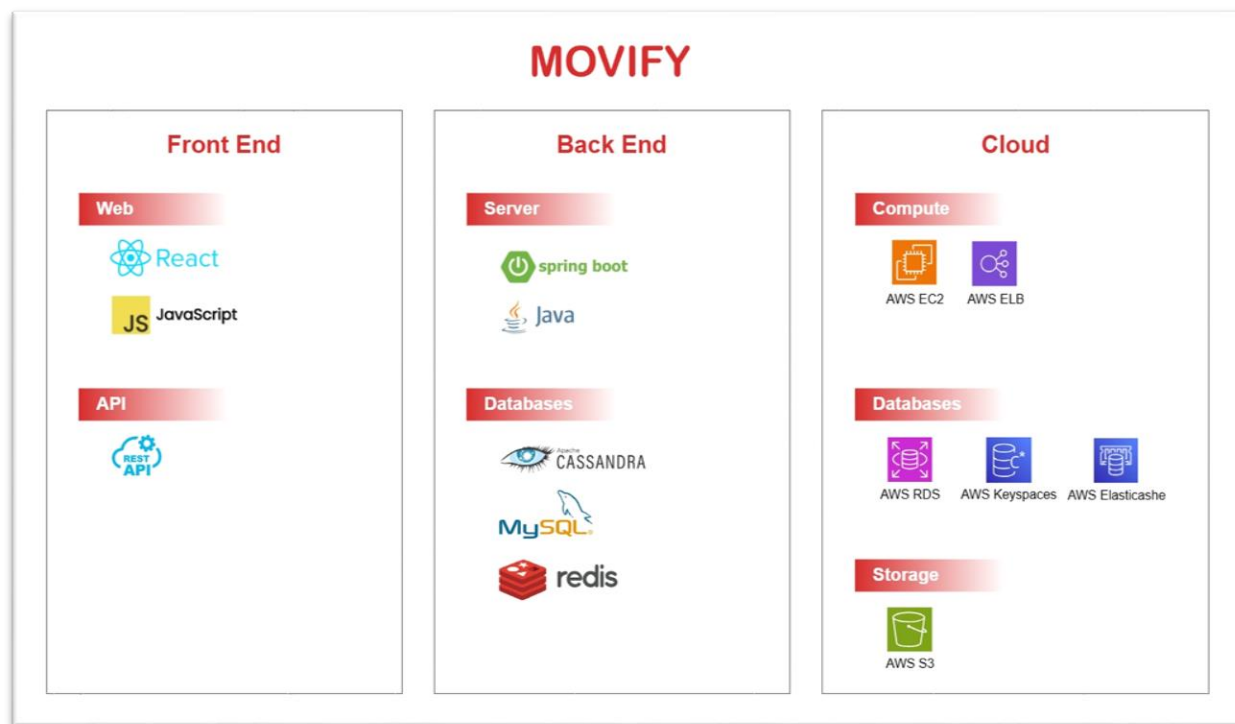 MOVIFY
Front End
Web
React
JS JavaScript
API
REST
API
Back End
Server
spring boot
Java
Databases
Apache
CASSANDRA
MySQL
redis
Cloud
Compute
AWS EC2 AWS ELB
Databases
C*
AWS RDS AWS Keyspaces AWS Elasticashe
Storage
AWS S3